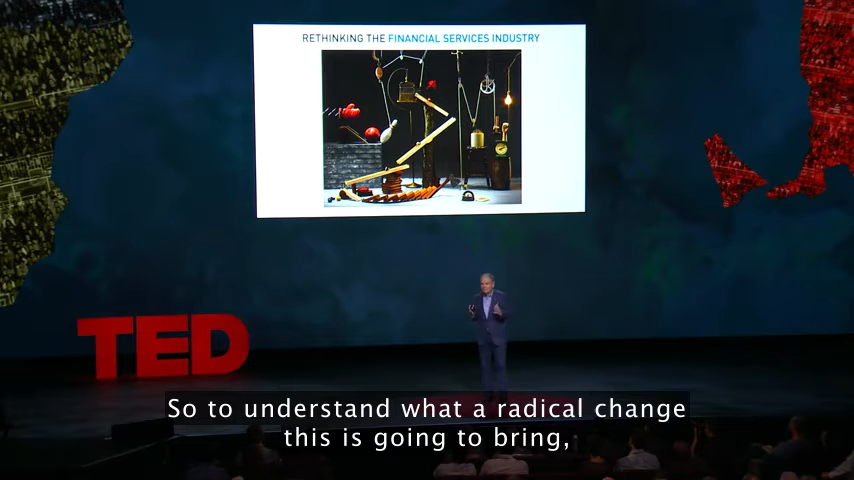 RETHINKING THE FINANCIAL SERVICES INDUSTRY
TED
So to understand what a radical change
this is going to bring,